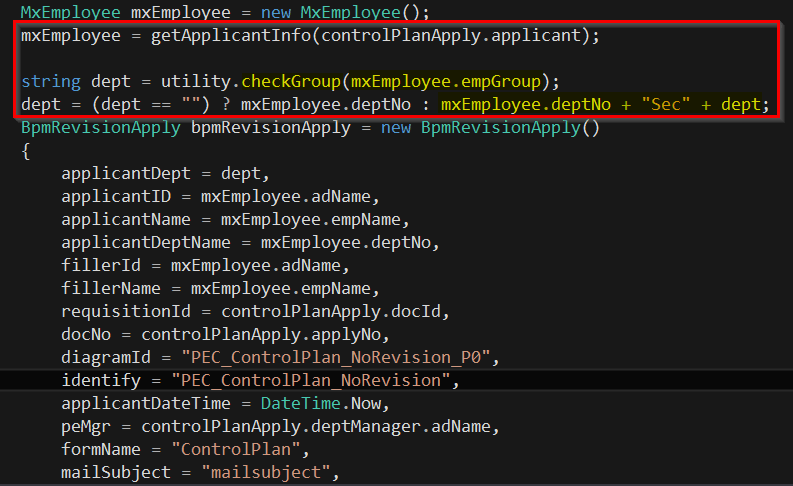 MxEmployee mxEmployee = new MxEmployee();
mxEmployee = getApplicantInfo(controlPlanApply.applicant);
string dept = utility.checkGroup(mxEmployee.empGroup);
dept = (dept == "") ? mxEmployee.deptNo : mxEmployee.deptNo + "Sec" + dept;
BpmRevisionApply bpmRevisionApply = new BpmRevisionApply()
{
applicantDept = dept,
applicantID = mxEmployee.adName,
applicantName = mxEmployee.empName,
applicantDeptName = mxEmployee.deptNo,
fillerId = mxEmployee.adName,
fillerName = mxEmployee.empName,
requisitionId = controlPlanApply.docId,
docNo = controlPlanApply.applyNo,
diagramId = "PEC_ControlPlan_NoRevision_P0",
identify = "PEC_ControlPlan_NoRevision",
applicantDateTime = DateTime.Now,
peMgr = controlPlanApply.deptManager.adName,
formName = "ControlPlan",
mailSubject = "mailsubject",